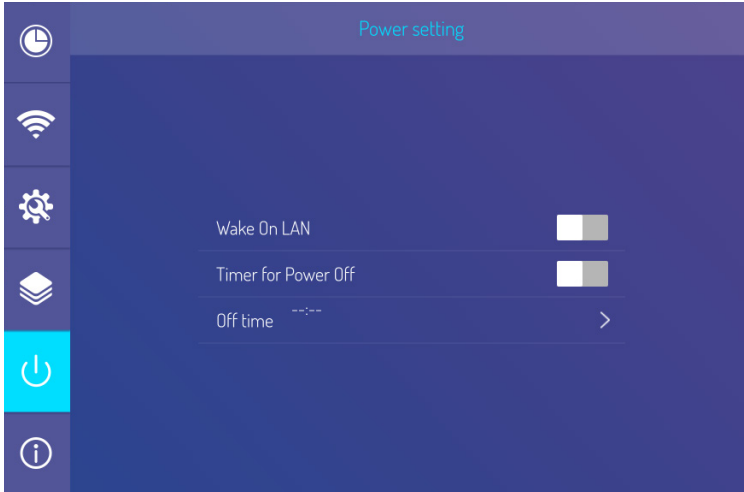 Power setting
Wake On LAN
Timer for Power Off
Off time --:--